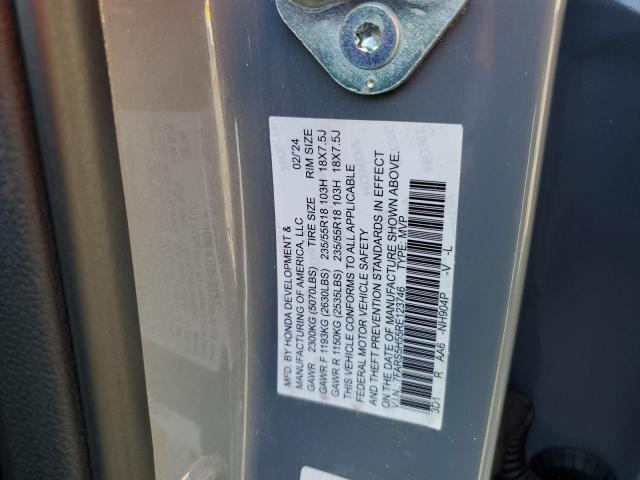 MFD. BY HONDA DEVELOPMENT & 02/24
MANUFACTURING OF AMERICA, LLC
GAWR 2300KG (5070LBS) TIRE SIZE RIM SIZE
GAWR F 1193KG (2630LBS) 235/55R18 103H 18X7.5J
GAWR R 1150KG (2535LBS) 235/55R18 103H 18X7.5J
THIS VEHICLE CONFORMS TO ALL APPLICABLE
FEDERAL MOTOR VEHICLE SAFETY
AND THEFT PREVENTION STANDARDS IN EFFECT
ON THE DATE OF MANUFACTURE SHOWN ABOVE.
V.I.N. 7FARS5H55RE123746 TYPE: MVP
3D1 R AA6 -NH904P -V -L